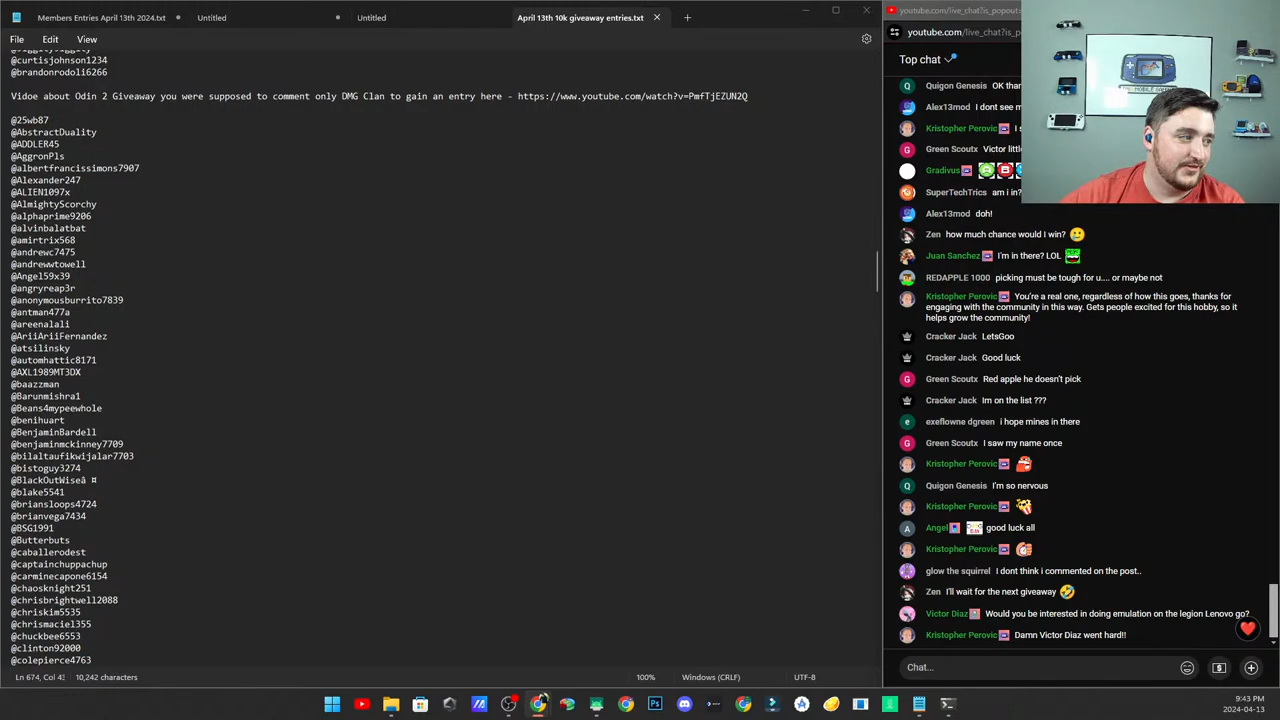 Members Entries April 13th 2024.txt
Untitled
Untitled
April 13th 10k giveaway entries.txt
File
Edit
View
@curtisjohnson1234
@brandonrodoli6266
Vidoe about Odin 2 Giveaway you were supposed to comment only DMG Clan to gain an entry here - https://www.youtube.com/watch?v=PmfTjEZUN2Q
@25wb87
@AbstractDuality
@ADDLER45
@AggronPls
@albertfrancissimons7907
@Alexander247
@ALIEN1097x
@AlmightyScorchy
@alphaprime9206
@alvinbalatbat
@amirtrix568
@andrewc7475
@andrewwtowell
@Angel59x39
@angryreap3r
@anonymousburrito7839
@antman477a
@areenalali
@AriiAriiFernandez
@atsilinsky
@automhattic8171
@AXL1989MT3DX
@baazzman
@Barunmishra1
@Beans4mypeewhole
@benihuart
@BenjaminBardell
@benjaminmckinney7709
@bilaltaufikwijalar7703
@bistoguy3274
@BlackOutWiseâ ¤
@blake5541
@briansloops4724
@brianvega7434
@BSG1991
@Butterbuts
@caballerodest
@captainchuppachup
@carminecapone6154
@chaosknight251
@chrisbrightwell2088
@chriskim5535
@chrismaciel355
@chuckbee6553
@clinton92000
@colepierce4763
Ln 674, Col 43
10,242 characters
100%
Windows (CRLF)
UTF-8
youtube.com/live_chat?is_popout=
youtube.com/live_chat?is_p
Top chat
Quigon Genesis OK than
Alex13mod I dont see m
Kristopher Perovic I s
Green Scoutx Victor little
Gradivus
SuperTechTrics am i in?
Alex13mod doh!
Zen how much chance would I win? 🥲
Juan Sanchez I'm in there? LOL
REDAPPLE 1000 picking must be tough for u.... or maybe not
Kristopher Perovic You're a real one, regardless of how this goes, thanks for
engaging with the community in this way. Gets people excited for this hobby, so it
helps grow the community!
Cracker Jack LetsGoo
Cracker Jack Good luck
Green Scoutx Red apple he doesn't pick
Cracker Jack Im on the list ???
exeflowne dgreen i hope mines in there
Green Scoutx I saw my name once
Kristopher Perovic
Quigon Genesis I'm so nervous
Kristopher Perovic
Angel good luck all
Kristopher Perovic
glow the squirrel I dont think i commented on the post..
Zen I'll wait for the next giveaway 🤣
Victor Diaz Would you be interested in doing emulation on the legion Lenovo go?
Kristopher Perovic Damn Victor Diaz went hard!!
Chat...
9:43 PM
2024-04-13